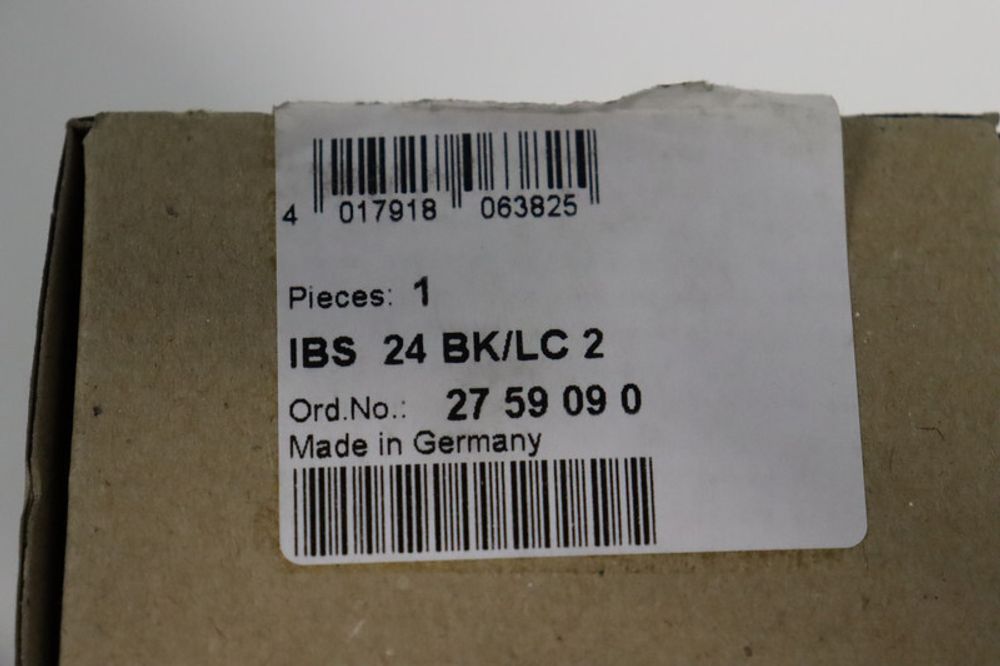 4 017918 063825
Pieces: 1
IBS 24 BK/LC 2
Ord.No.: 27 59 09 0
Made in Germany